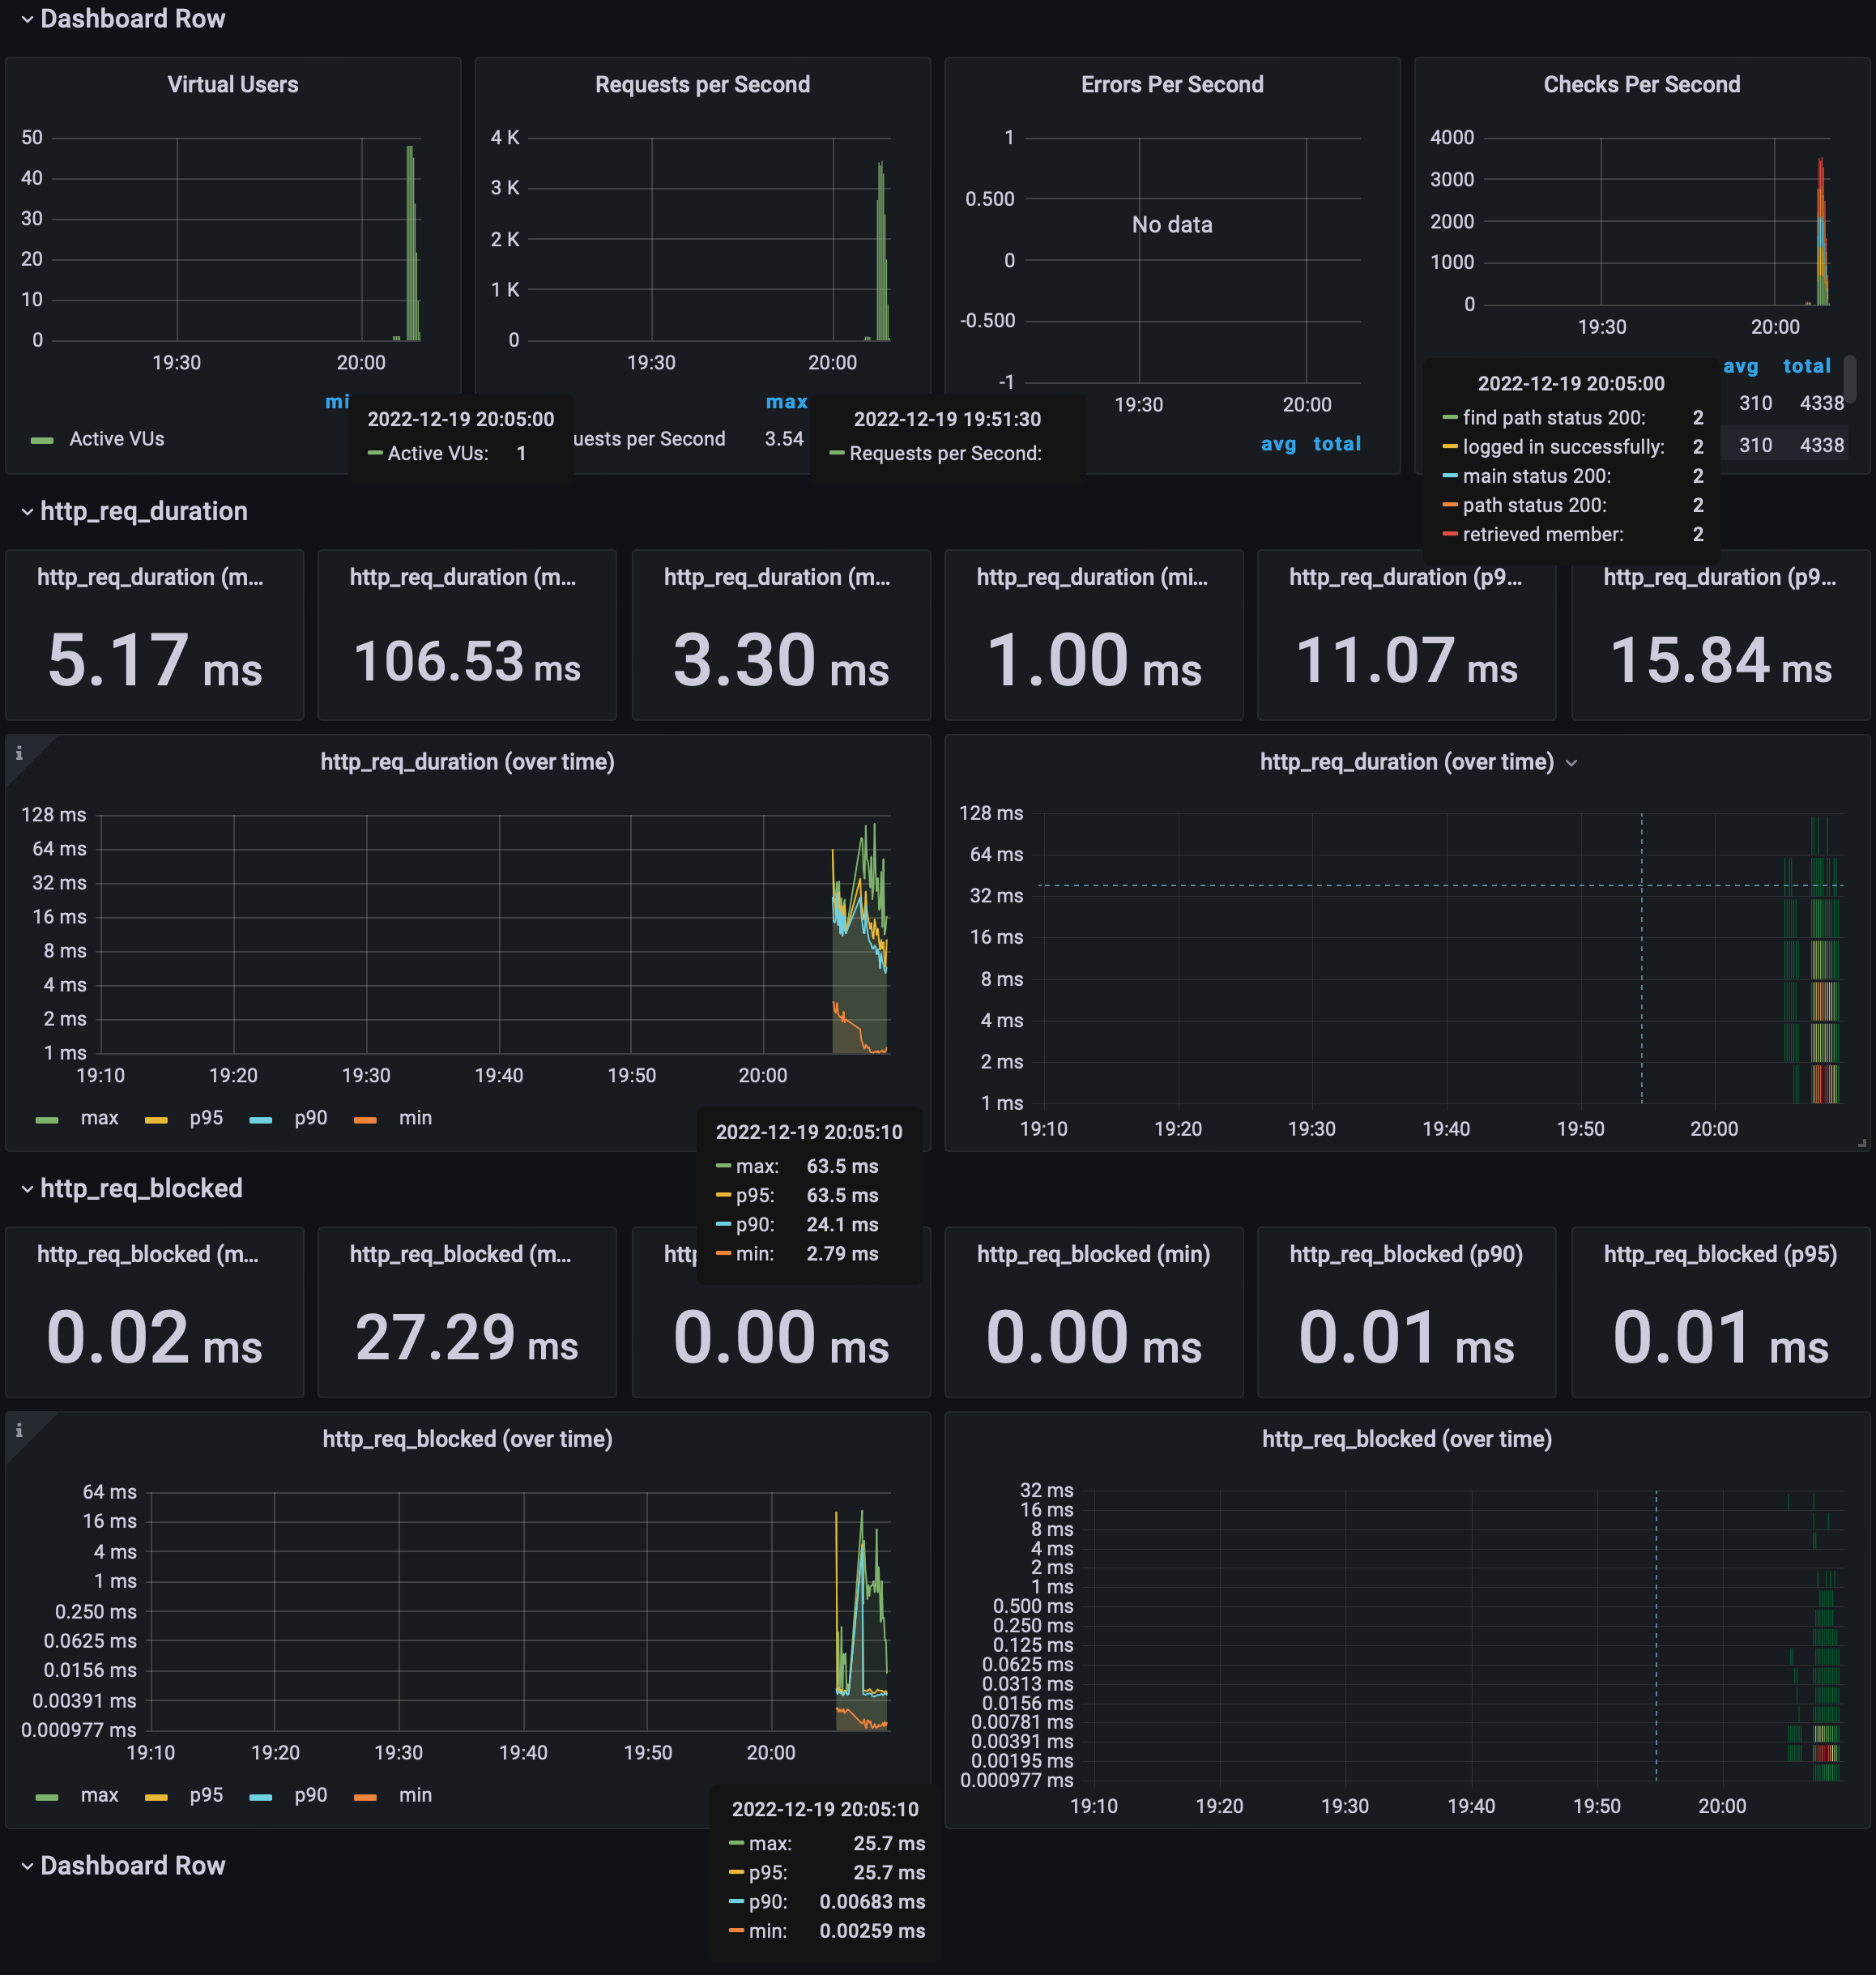 Dashboard Row
Virtual Users
50
40
30
20
10
0
19:30
20:00
mi
Active VUs
2022-12-19 20:05:00
Active VUs: 1
Requests per Second
4 K
3 K
2 K
1 K
0
19:30
20:00
max
uests per Second 3.54
2022-12-19 19:51:30
Requests per Second:
Errors Per Second
1
0.500
0
-0.500
-1
No data
19:30
20:00
avg total
Checks Per Second
4000
3000
2000
1000
0
19:30
20:00
avg total
310 4338
310 4338
2022-12-19 20:05:00
find path status 200: 2
logged in successfully: 2
main status 200: 2
path status 200: 2
retrieved member: 2
http_req_duration
http_req_duration (m...
5.17 ms
http_req_duration (m...
106.53 ms
http_req_duration (m...
3.30 ms
http_req_duration (mi...
1.00 ms
http_req_duration (p9...
11.07 ms
http_req_duration (p9...
15.84 ms
i
http_req_duration (over time)
128 ms
64 ms
32 ms
16 ms
8 ms
4 ms
2 ms
1 ms
19:10 19:20 19:30 19:40 19:50 20:00
max p95 p90 min
2022-12-19 20:05:10
max: 63.5 ms
p95: 63.5 ms
p90: 24.1 ms
min: 2.79 ms
http_req_duration (over time)
128 ms
64 ms
32 ms
16 ms
8 ms
4 ms
2 ms
1 ms
19:10 19:20 19:30 19:40 19:50 20:00
http_req_blocked
http_req_blocked (m...
0.02 ms
http_req_blocked (m...
27.29 ms
htt
0.00 ms
http_req_blocked (min)
0.00 ms
http_req_blocked (p90)
0.01 ms
http_req_blocked (p95)
0.01 ms
i
http_req_blocked (over time)
64 ms
16 ms
4 ms
1 ms
0.250 ms
0.0625 ms
0.0156 ms
0.00391 ms
0.000977 ms
19:10 19:20 19:30 19:40 19:50 20:00
max p95 p90 min
2022-12-19 20:05:10
max: 25.7 ms
p95: 25.7 ms
p90: 0.00683 ms
min: 0.00259 ms
http_req_blocked (over time)
32 ms
16 ms
8 ms
4 ms
2 ms
1 ms
0.500 ms
0.250 ms
0.125 ms
0.0625 ms
0.0313 ms
0.0156 ms
0.00781 ms
0.00391 ms
0.00195 ms
0.000977 ms
19:10 19:20 19:30 19:40 19:50 20:00
Dashboard Row